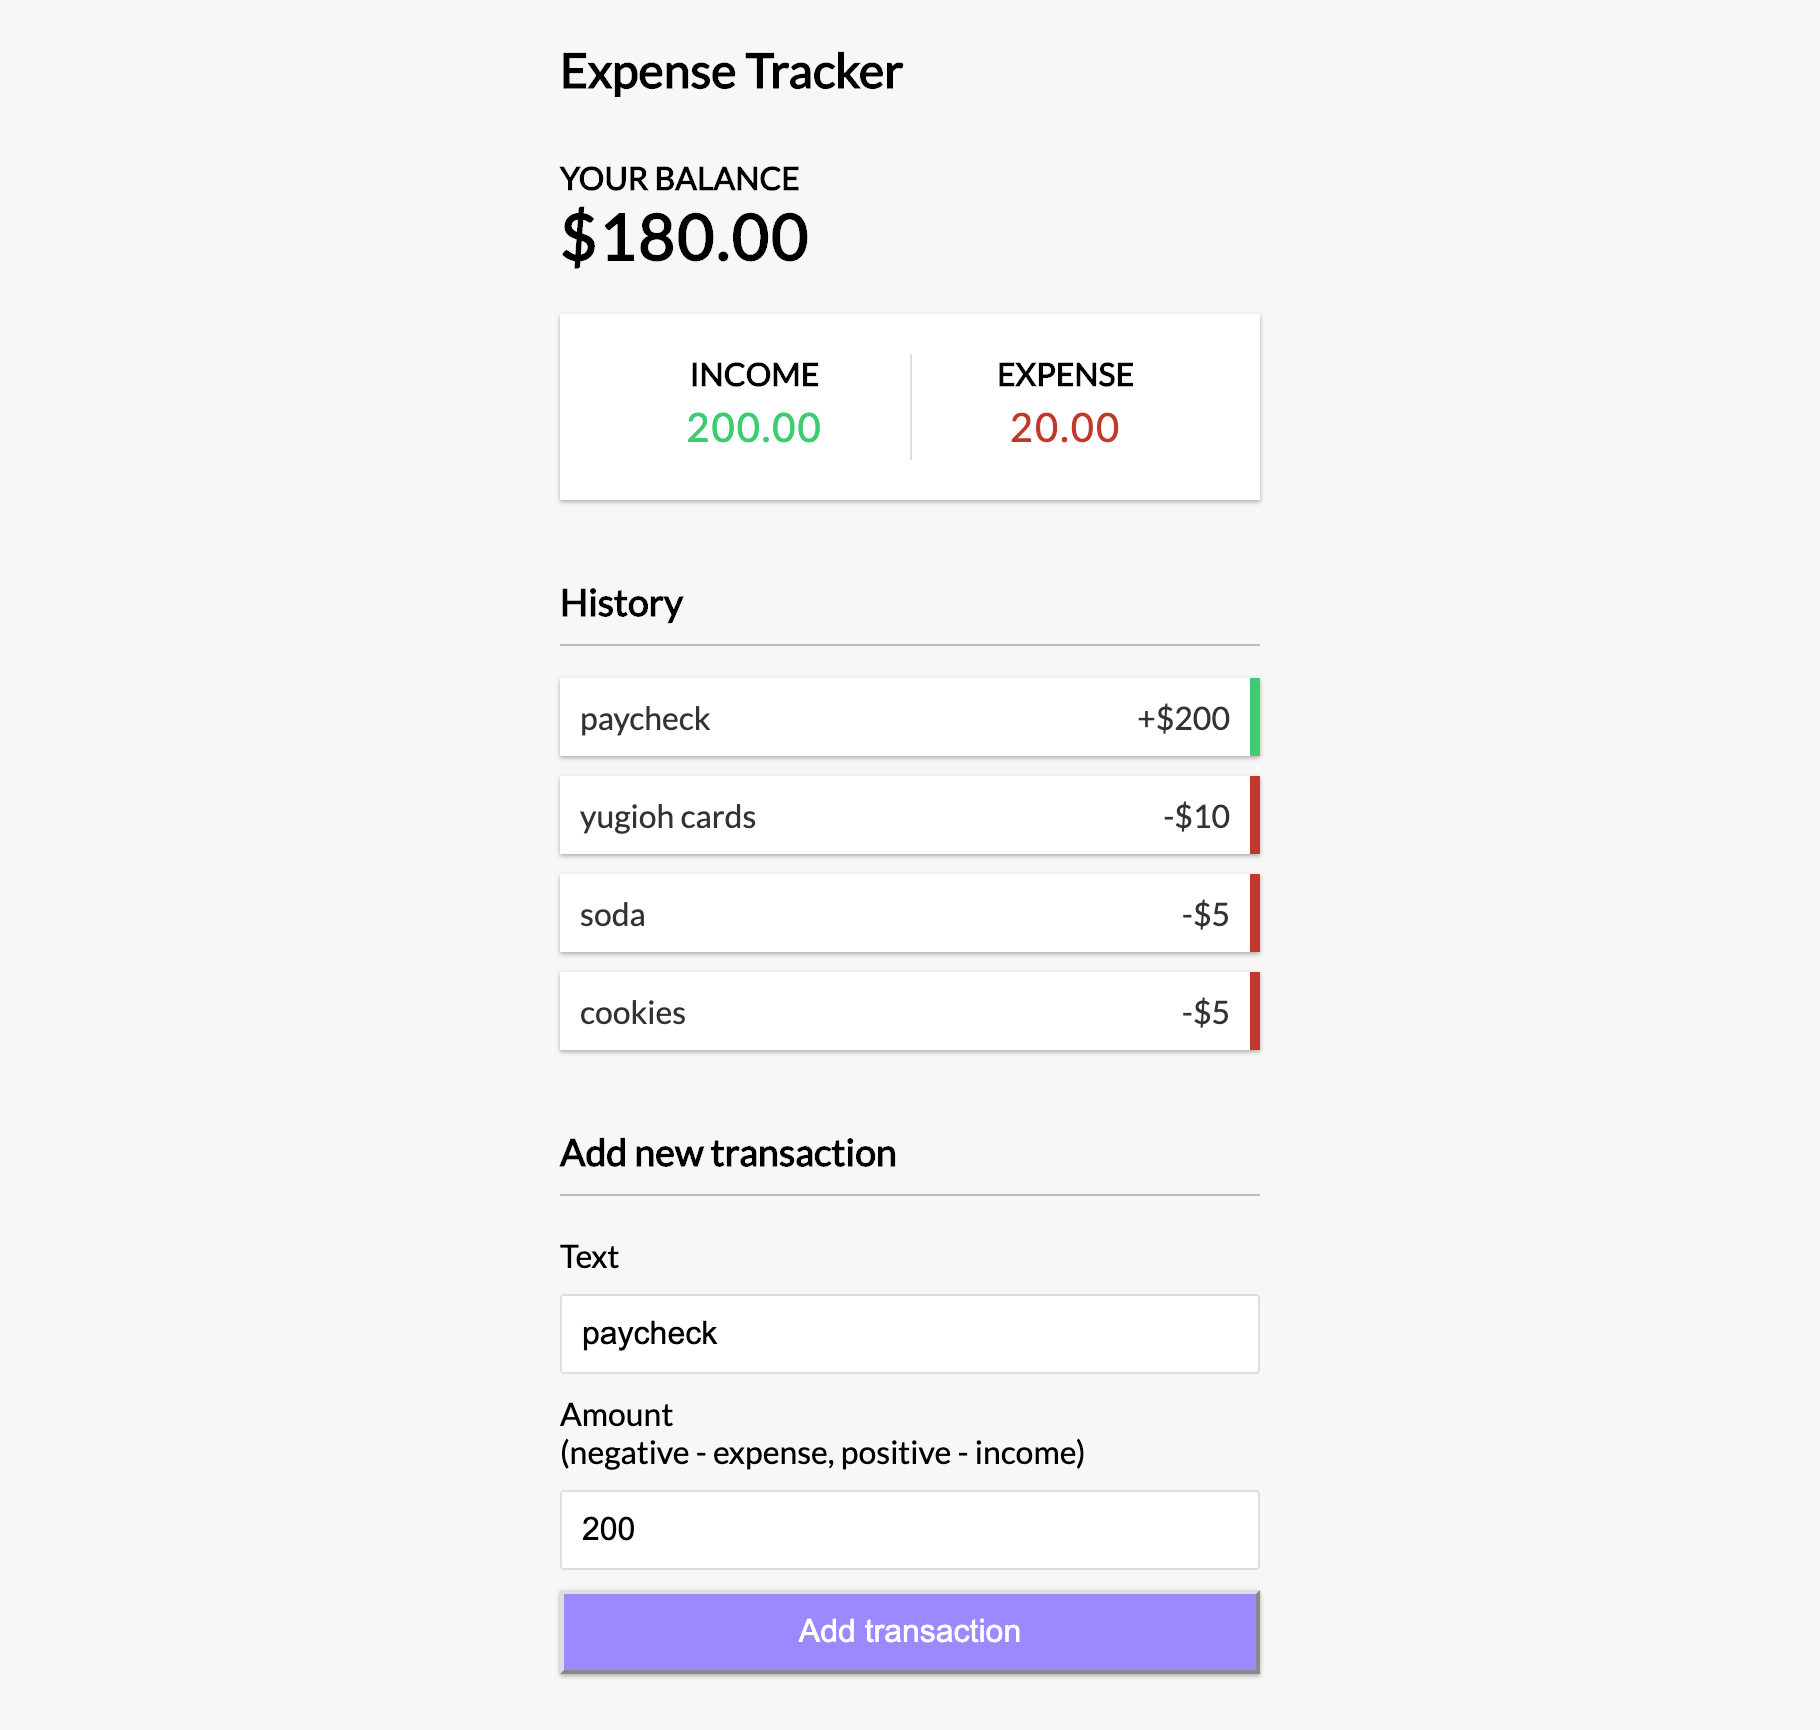 Expense Tracker
YOUR BALANCE
$180.00
INCOME EXPENSE
200.00 20.00
History
paycheck +$200
yugioh cards -$10
soda -$5
cookies -$5
Add new transaction
Text
paycheck
Amount
(negative - expense, positive - income)
200
Add transaction